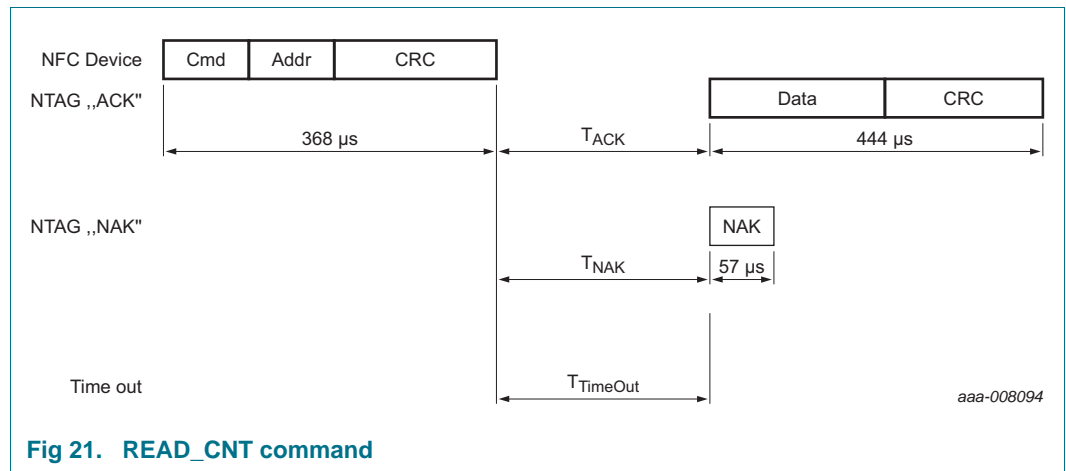 NFC Device Cmd Addr CRC
NTAG ,,ACK" Data CRC
368 µs TACK 444 µs
NTAG ,,NAK" NAK
TNAK 57 µs
Time out TTimeOut aaa-008094
Fig 21. READ_CNT command